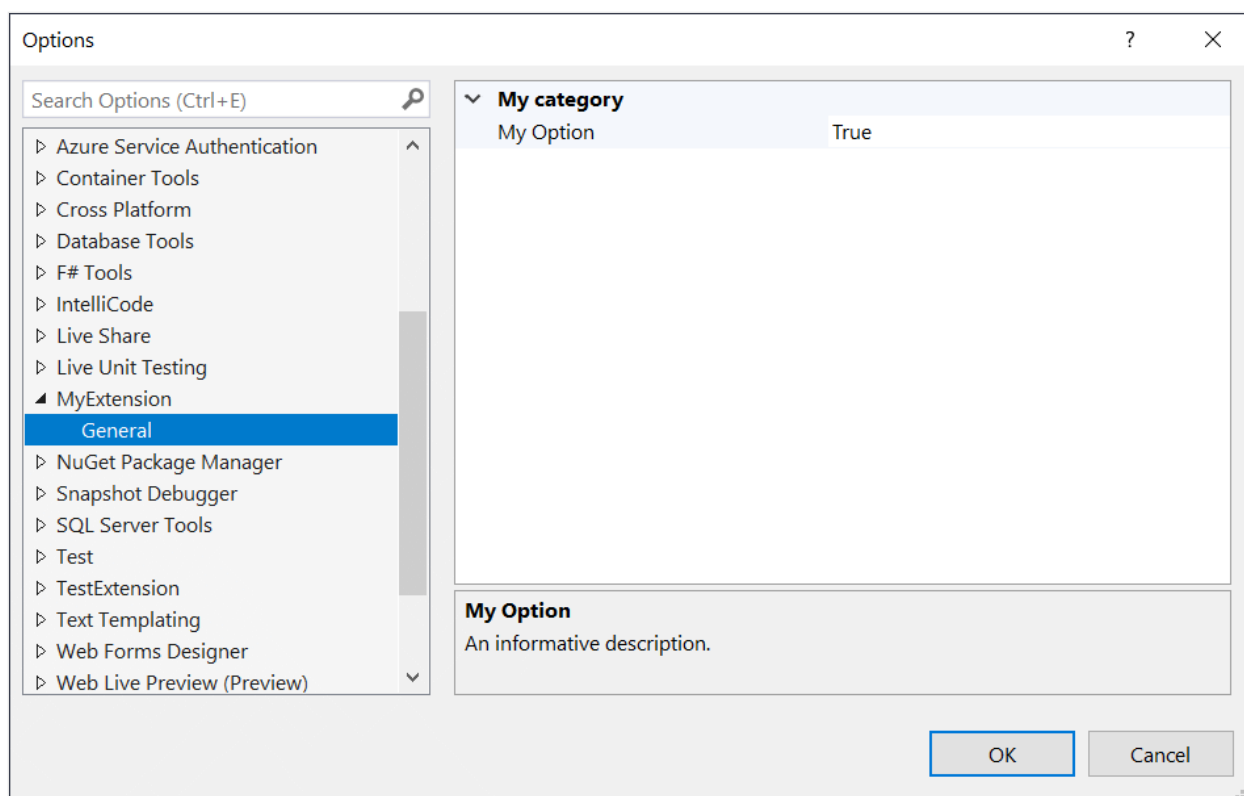 Options
?
Search Options (Ctrl+E)
Azure Service Authentication
Container Tools
Cross Platform
Database Tools
F# Tools
IntelliCode
Live Share
Live Unit Testing
MyExtension
General
NuGet Package Manager
Snapshot Debugger
SQL Server Tools
Test
TestExtension
Text Templating
Web Forms Designer
Web Live Preview (Preview)
My category
My Option True
My Option
An informative description.
OK Cancel